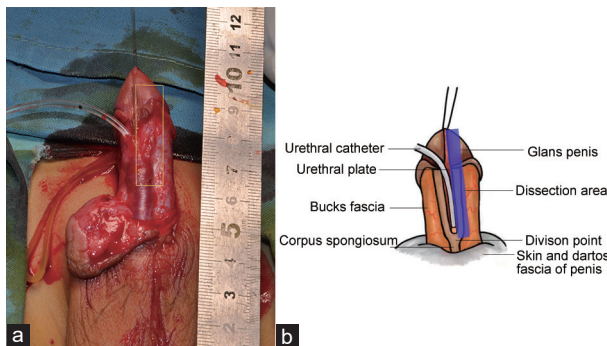 12
11
10
9
7
6
5
4
3
2
a
Urethral catheter
Urethral plate
Bucks fascia
Corpus spongiosum
Glans penis
Dissection area
Divison point
Skin and dartos
fascia of penis
b